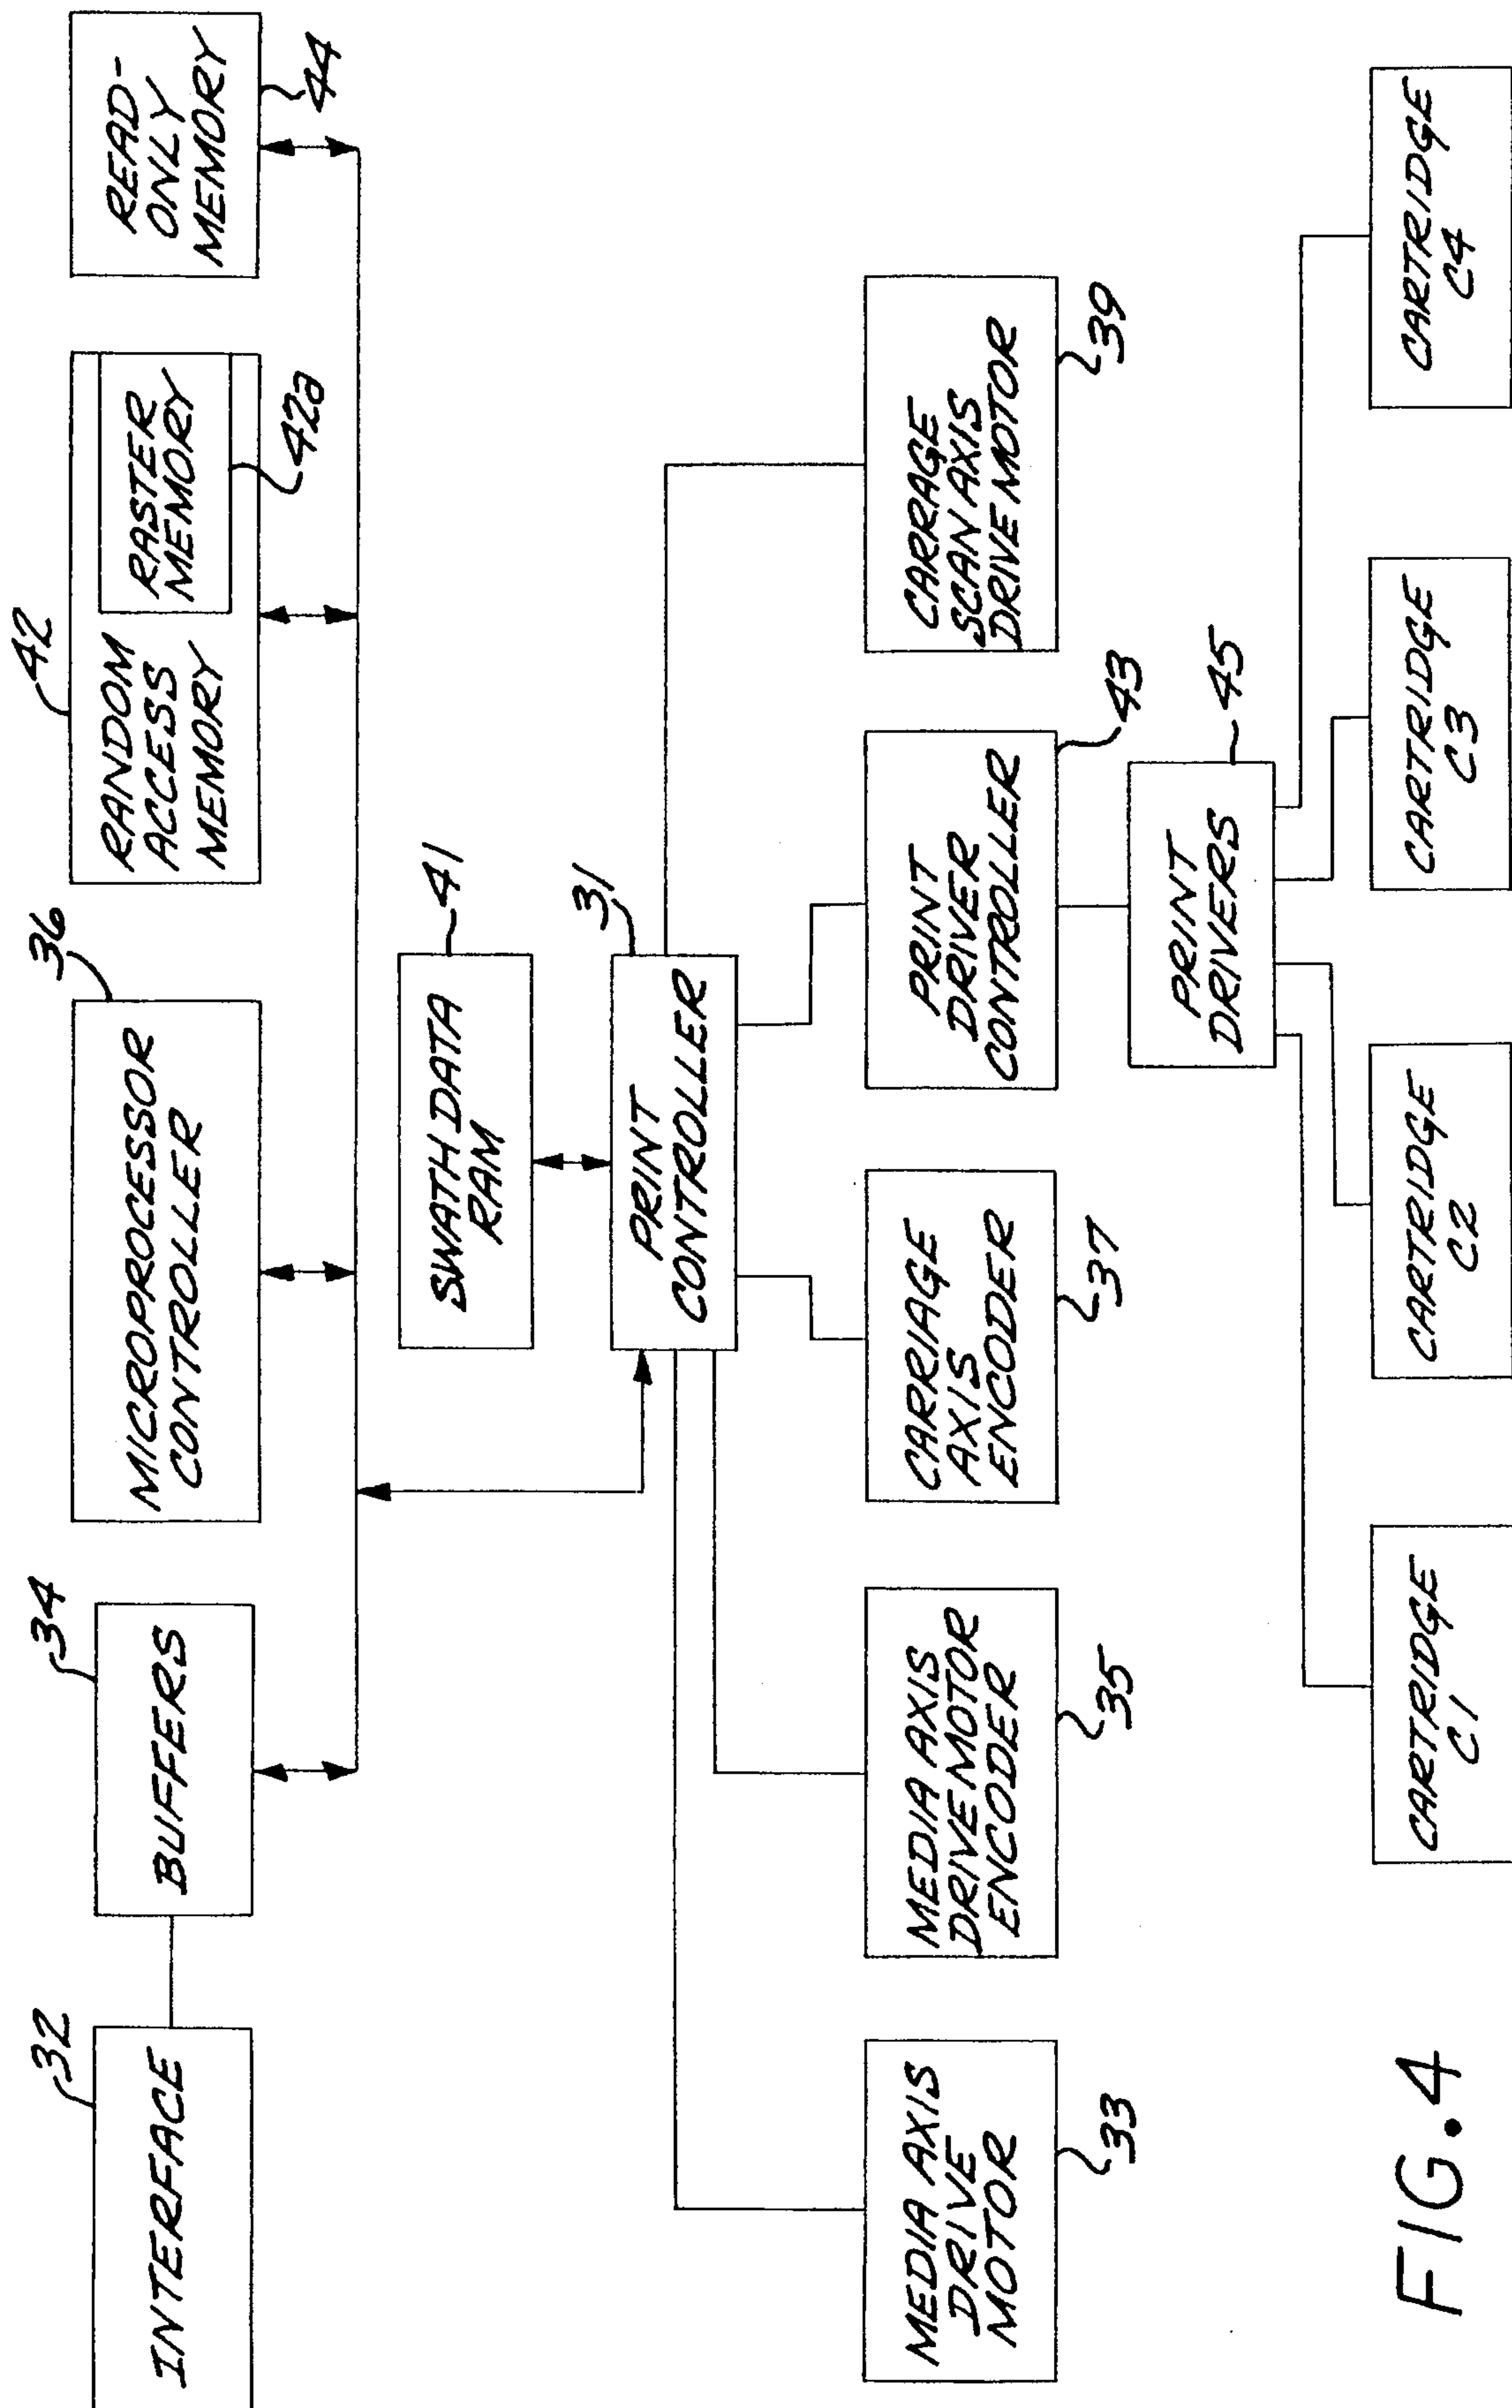 32
INTERFACE
34
BUFFERS
36
MICROPROCESSOR
CONTROLLER
42
RANDOM
ACCESS
MEMORY
RASTER
MEMORY
42a
READ-
ONLY
MEMORY
44
SWATH DATA
RAM
41
31
PRINT
CONTROLLER
MEDIA AXIS
DRIVE
MOTOR
33
MEDIA AXIS
DRIVE MOTOR
ENCODER
35
CARRIAGE
AXIS
ENCODER
37
PRINT
DRIVER
CONTROLLER
43
CARRAGE
SCAN AXIS
DRIVE MOTOR
39
PRINT
DRIVERS
45
CARTRIDGE
C1
CARTRIDGE
C2
CARTRIDGE
C3
CARTRIDGE
C4
FIG.4